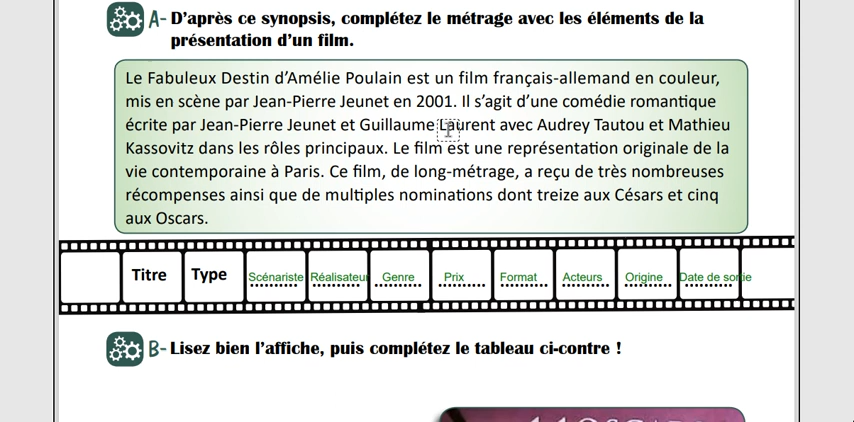 A- D'après ce synopsis, complétez le métrage avec les éléments de la
présentation d'un film.
Le Fabuleux Destin d'Amélie Poulain est un film français-allemand en couleur,
mis en scène par Jean-Pierre Jeunet en 2001. Il s'agit d'une comédie romantique
écrite par Jean-Pierre Jeunet et Guillaume Laurent avec Audrey Tautou et Mathieu
Kassovitz dans les rôles principaux. Le film est une représentation originale de la
vie contemporaine à Paris. Ce film, de long-métrage, a reçu de très nombreuses
récompenses ainsi que de multiples nominations dont treize aux Césars et cinq
aux Oscars.
Titre Type Scénariste Réalisateur Genre Prix Format Acteurs Origine Date de sortie
B- Lisez bien l'affiche, puis complétez le tableau ci-contre !